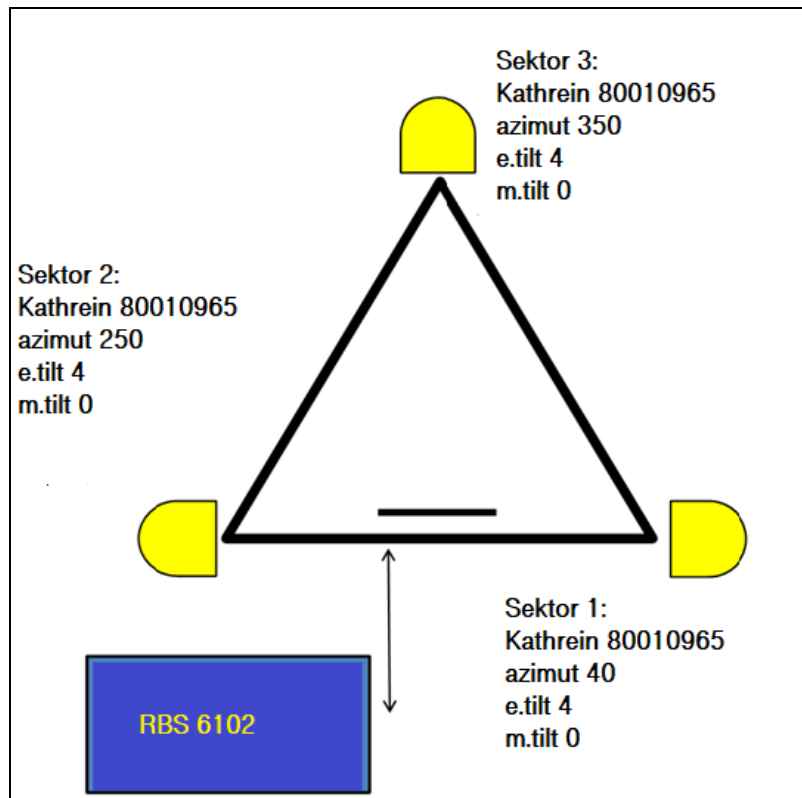 Sektor 3:
Kathrein 80010965
azimut 350
e.tilt 4
m.tilt 0
Sektor 2:
Kathrein 80010965
azimut 250
e.tilt 4
m.tilt 0
Sektor 1:
Kathrein 80010965
azimut 40
e.tilt 4
m.tilt 0
RBS 6102